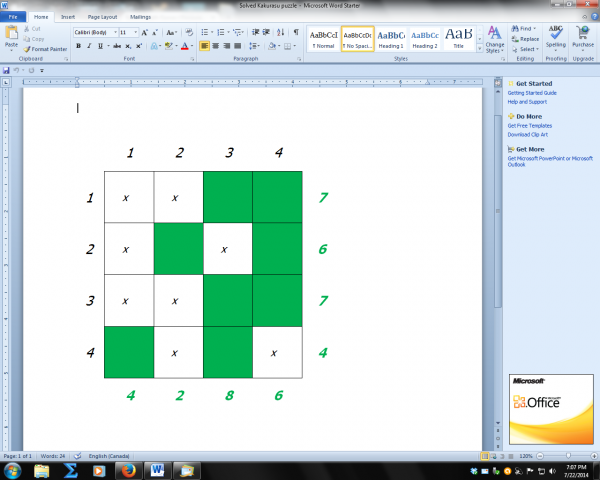 Solved Kakurasu puzzle - Microsoft Word Starter
File Home Insert Page Layout Mailings
Paste
Cut
Copy
Format Painter
Clipboard
Calibri (Body) 11
Font
Paragraph
AaBbCcI AaBbCcDc AaBbC AaBbCc AaB
¶ Normal ¶ No Spaci... Heading 1 Heading 2 Title
Change Styles
Styles
Find
Replace
Select
Editing
Spelling
Proofing
Purchase
Upgrade
Get Started
Getting Started Guide
Help and Support
Do More
Get Free Templates
Download Clip Art
Get More
Get Microsoft PowerPoint or Microsoft
Outlook
1 2 3 4
1 x x 7
2 x x 6
3 x x 7
4 x x 4
4 2 8 6
Microsoft
Office
Page: 1 of 1 Words: 24 English (Canada) 120%
7:07 PM
7/22/2014